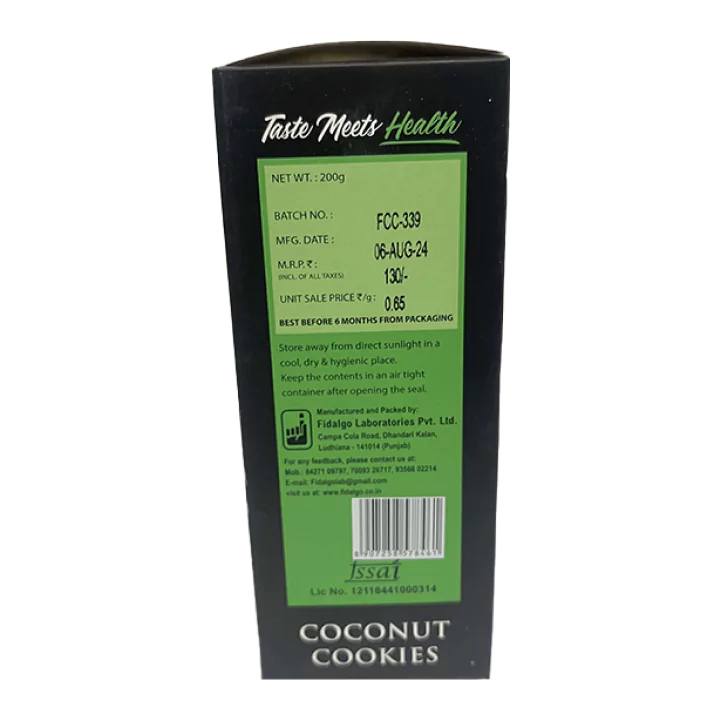 Taste Meets Health
NET WT. : 200g
BATCH NO. : FCC-339
MFG. DATE : 06-AUG-24
M.R.P. ₹ : 130/-
(INCL. OF ALL TAXES)
UNIT SALE PRICE ₹/g : 0.65
BEST BEFORE 6 MONTHS FROM PACKAGING
Store away from direct sunlight in a
cool, dry & hygienic place.
Keep the contents in an air tight
container after opening the seal.
Manufactured and Packed by:
Fidalgo Laboratories Pvt. Ltd.
Campa Cola Road, Dhandari Kalan,
Ludhiana - 141014 (Punjab)
For any feedback, please contact us at:
Mob.: 84271 09797, 70093 26717, 93568 02214
E-mail: Fidalgolab@gmail.com
visit us at: www.fidalgo.co.in
8 907258 578461
fssai
Lic No. 12118441000314
COCONUT
COOKIES